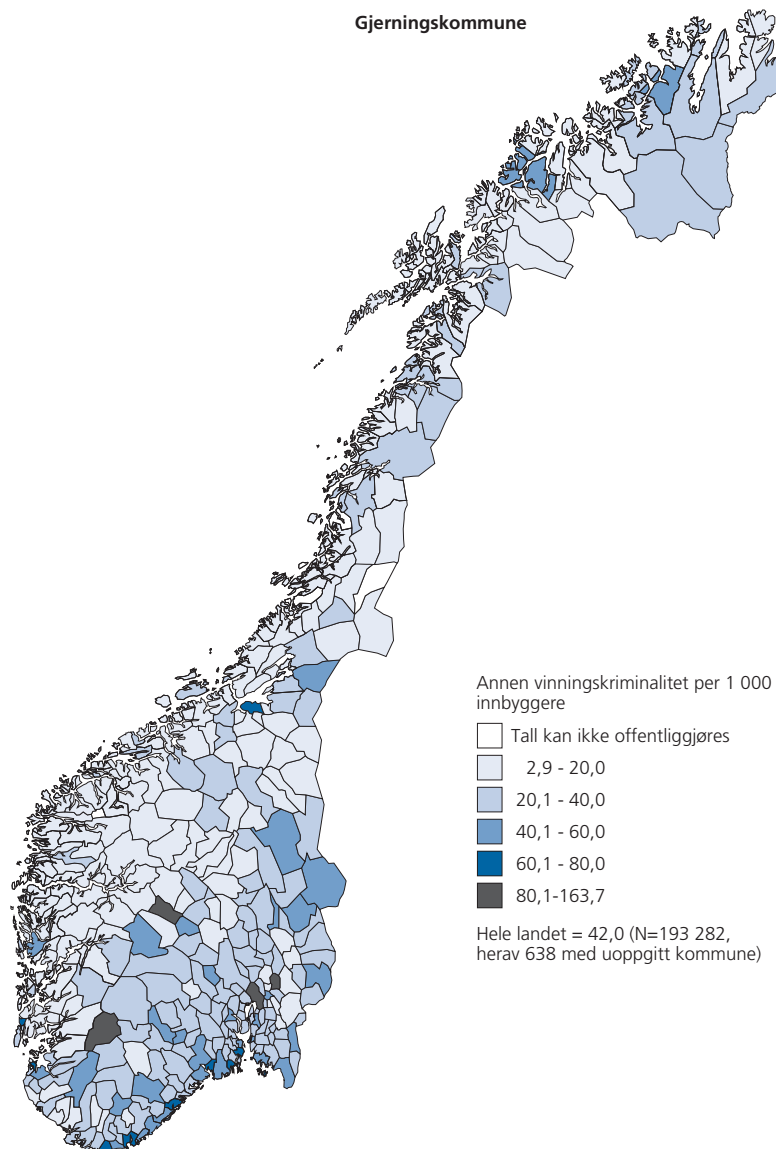 Gjerningskommune
Annen vinningskriminalitet per 1 000
innbyggere
Tall kan ikke offentliggjøres
2,9 - 20,0
20,1 - 40,0
40,1 - 60,0
60,1 - 80,0
80,1-163,7
Hele landet = 42,0 (N=193 282,
herav 638 med uoppgitt kommune)